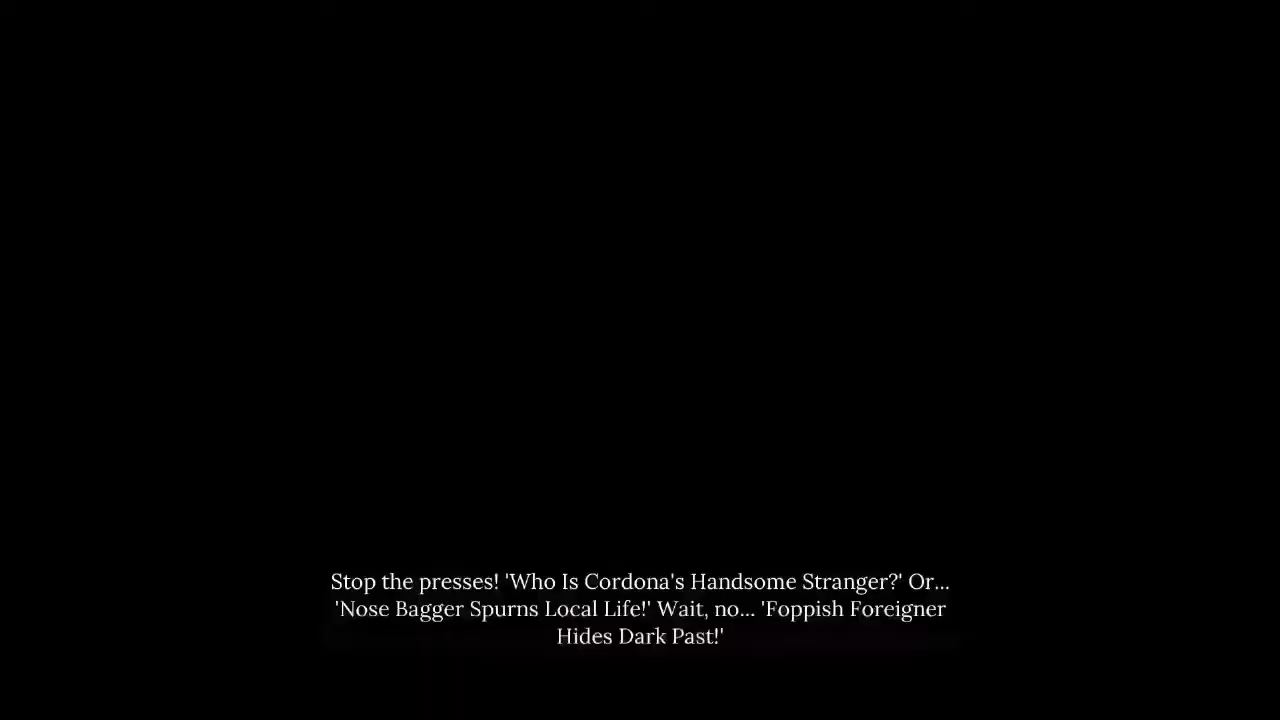 Stop the presses! 'Who Is Cordona's Handsome Stranger?' Or...
'Nose Bagger Spurns Local Life!' Wait, no... 'Foppish Foreigner
Hides Dark Past!'